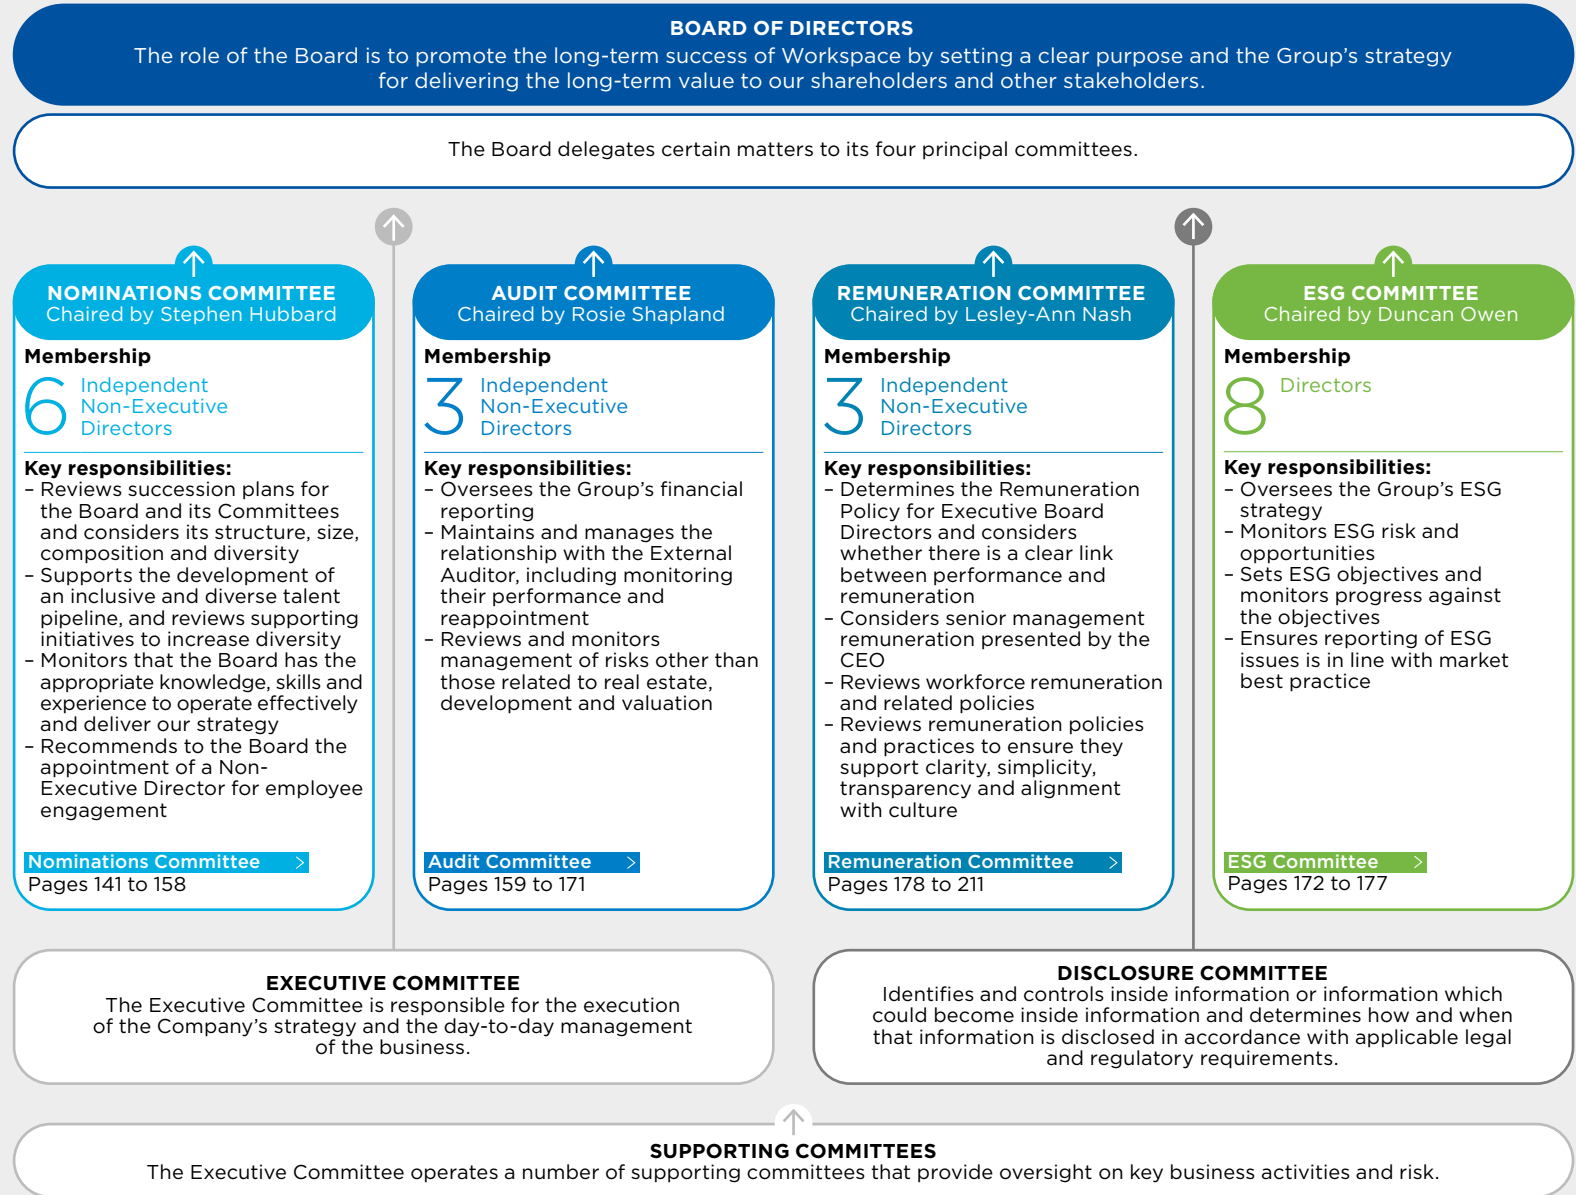 BOARD OF DIRECTORS
The role of the Board is to promote the long-term success of Workspace by setting a clear purpose and the Group’s strategy
for delivering the long-term value to our shareholders and other stakeholders.
The Board delegates certain matters to its four principal committees.
NOMINATIONS COMMITTEE
Chaired by Stephen Hubbard
Membership
6 Independent
Non-Executive
Directors
Key responsibilities:
– Reviews succession plans for
the Board and its Committees
and considers its structure, size,
composition and diversity
– Supports the development of
an inclusive and diverse talent
pipeline, and reviews supporting
initiatives to increase diversity
– Monitors that the Board has the
appropriate knowledge, skills and
experience to operate effectively
and deliver our strategy
– Recommends to the Board the
appointment of a Non-
Executive Director for employee
engagement
Nominations Committee >
Pages 141 to 158
AUDIT COMMITTEE
Chaired by Rosie Shapland
Membership
3 Independent
Non-Executive
Directors
Key responsibilities:
– Oversees the Group’s financial
reporting
– Maintains and manages the
relationship with the External
Auditor, including monitoring
their performance and
reappointment
– Reviews and monitors
management of risks other than
those related to real estate,
development and valuation
Audit Committee >
Pages 159 to 171
REMUNERATION COMMITTEE
Chaired by Lesley-Ann Nash
Membership
3 Independent
Non-Executive
Directors
Key responsibilities:
– Determines the Remuneration
Policy for Executive Board
Directors and considers
whether there is a clear link
between performance and
remuneration
– Considers senior management
remuneration presented by the
CEO
– Reviews workforce remuneration
and related policies
– Reviews remuneration policies
and practices to ensure they
support clarity, simplicity,
transparency and alignment
with culture
Remuneration Committee >
Pages 178 to 211
ESG COMMITTEE
Chaired by Duncan Owen
Membership
8 Directors
Key responsibilities:
– Oversees the Group’s ESG
strategy
– Monitors ESG risk and
opportunities
– Sets ESG objectives and
monitors progress against
the objectives
– Ensures reporting of ESG
issues is in line with market
best practice
ESG Committee >
Pages 172 to 177
EXECUTIVE COMMITTEE
The Executive Committee is responsible for the execution
of the Company’s strategy and the day-to-day management
of the business.
DISCLOSURE COMMITTEE
Identifies and controls inside information or information which
could become inside information and determines how and when
that information is disclosed in accordance with applicable legal
and regulatory requirements.
SUPPORTING COMMITTEES
The Executive Committee operates a number of supporting committees that provide oversight on key business activities and risk.